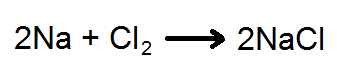 2Na + Cl₂ ⟶ 2NaCl